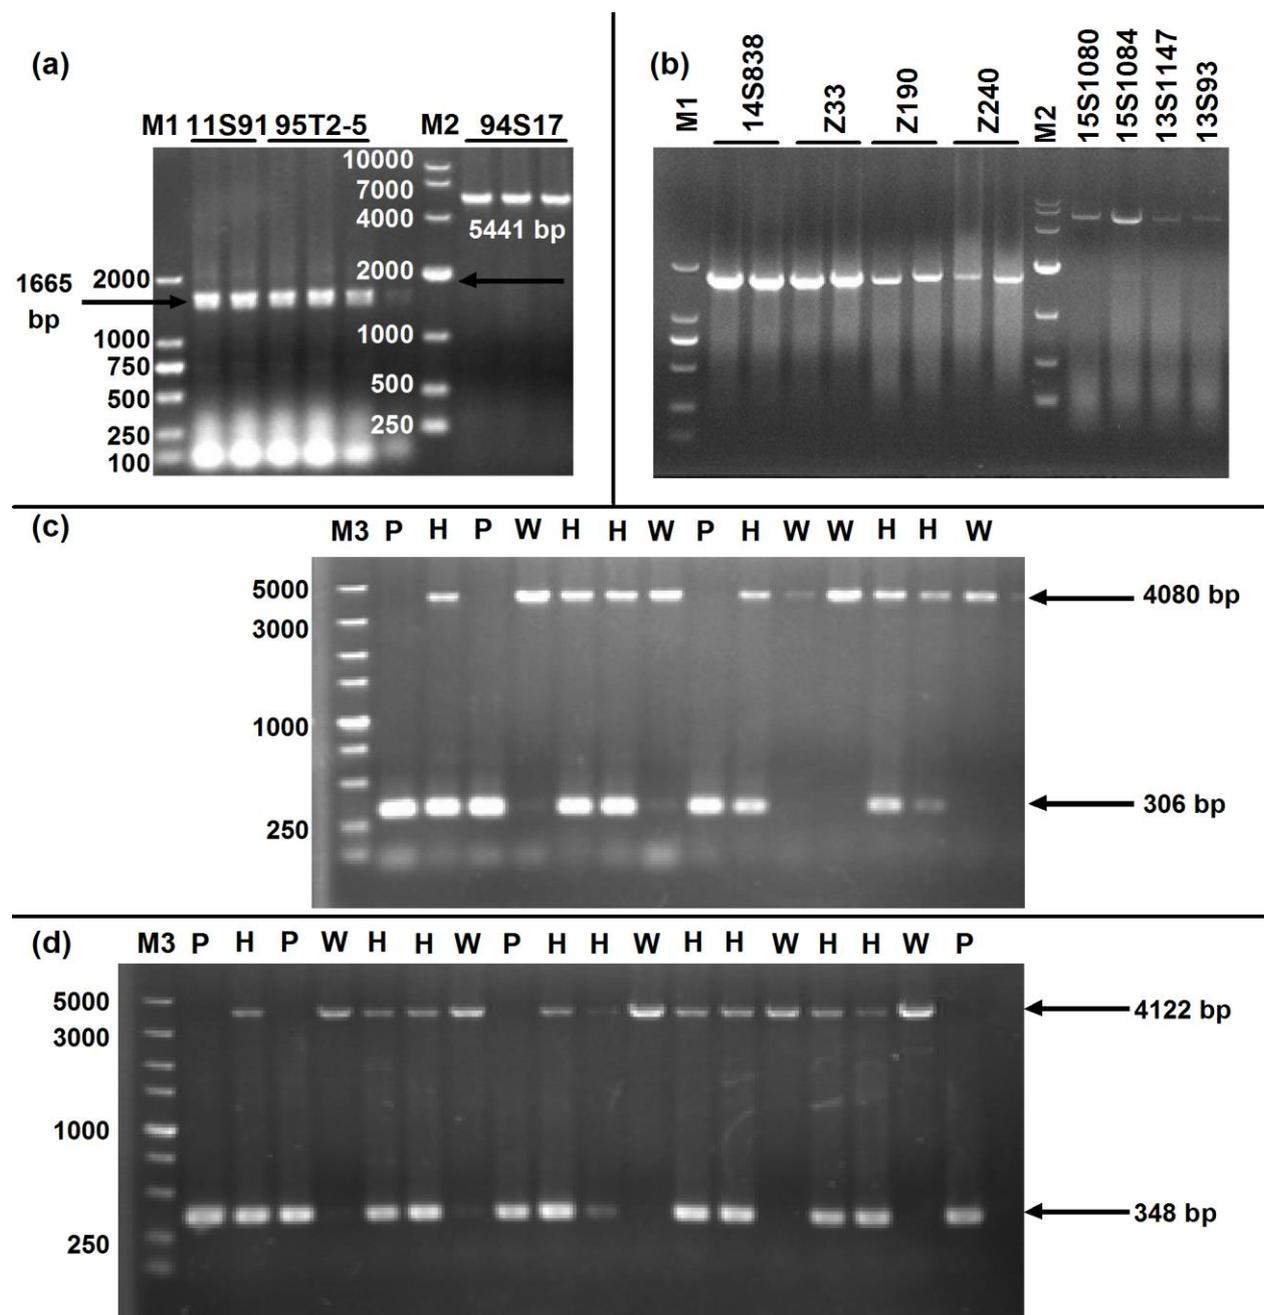 (a)
M1 11S91 95T2-5 M2 94S17
10000
7000
4000
5441 bp
1665
bp
2000
2000
1000
1000
750
500
500
250
250
100
(b)
M1 14S838 Z33 Z190 Z240 M2 15S1080 15S1084 13S1147 13S93
(c)
M3 P H P W H H W P H W W H H W
5000
4080 bp
3000
1000
306 bp
250
(d)
M3 P H P W H H W P H H W H H W H H W P
5000
4122 bp
3000
1000
348 bp
250